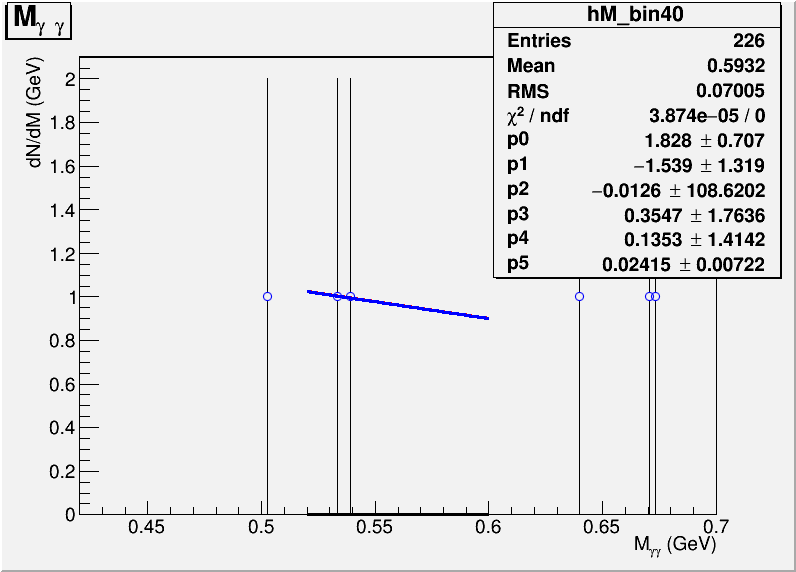 M_γ γ
hM_bin40
Entries 226
Mean 0.5932
RMS 0.07005
χ² / ndf 3.874e−05 / 0
p0 1.828 ± 0.707
p1 −1.539 ± 1.319
p2 −0.0126 ± 108.6202
p3 0.3547 ± 1.7636
p4 0.1353 ± 1.4142
p5 0.02415 ± 0.00722
dN/dM (GeV)
2
1.8
1.6
1.4
1.2
1
0.8
0.6
0.4
0.2
0
0.45 0.5 0.55 0.6 0.65 0.7
M_γγ (GeV)